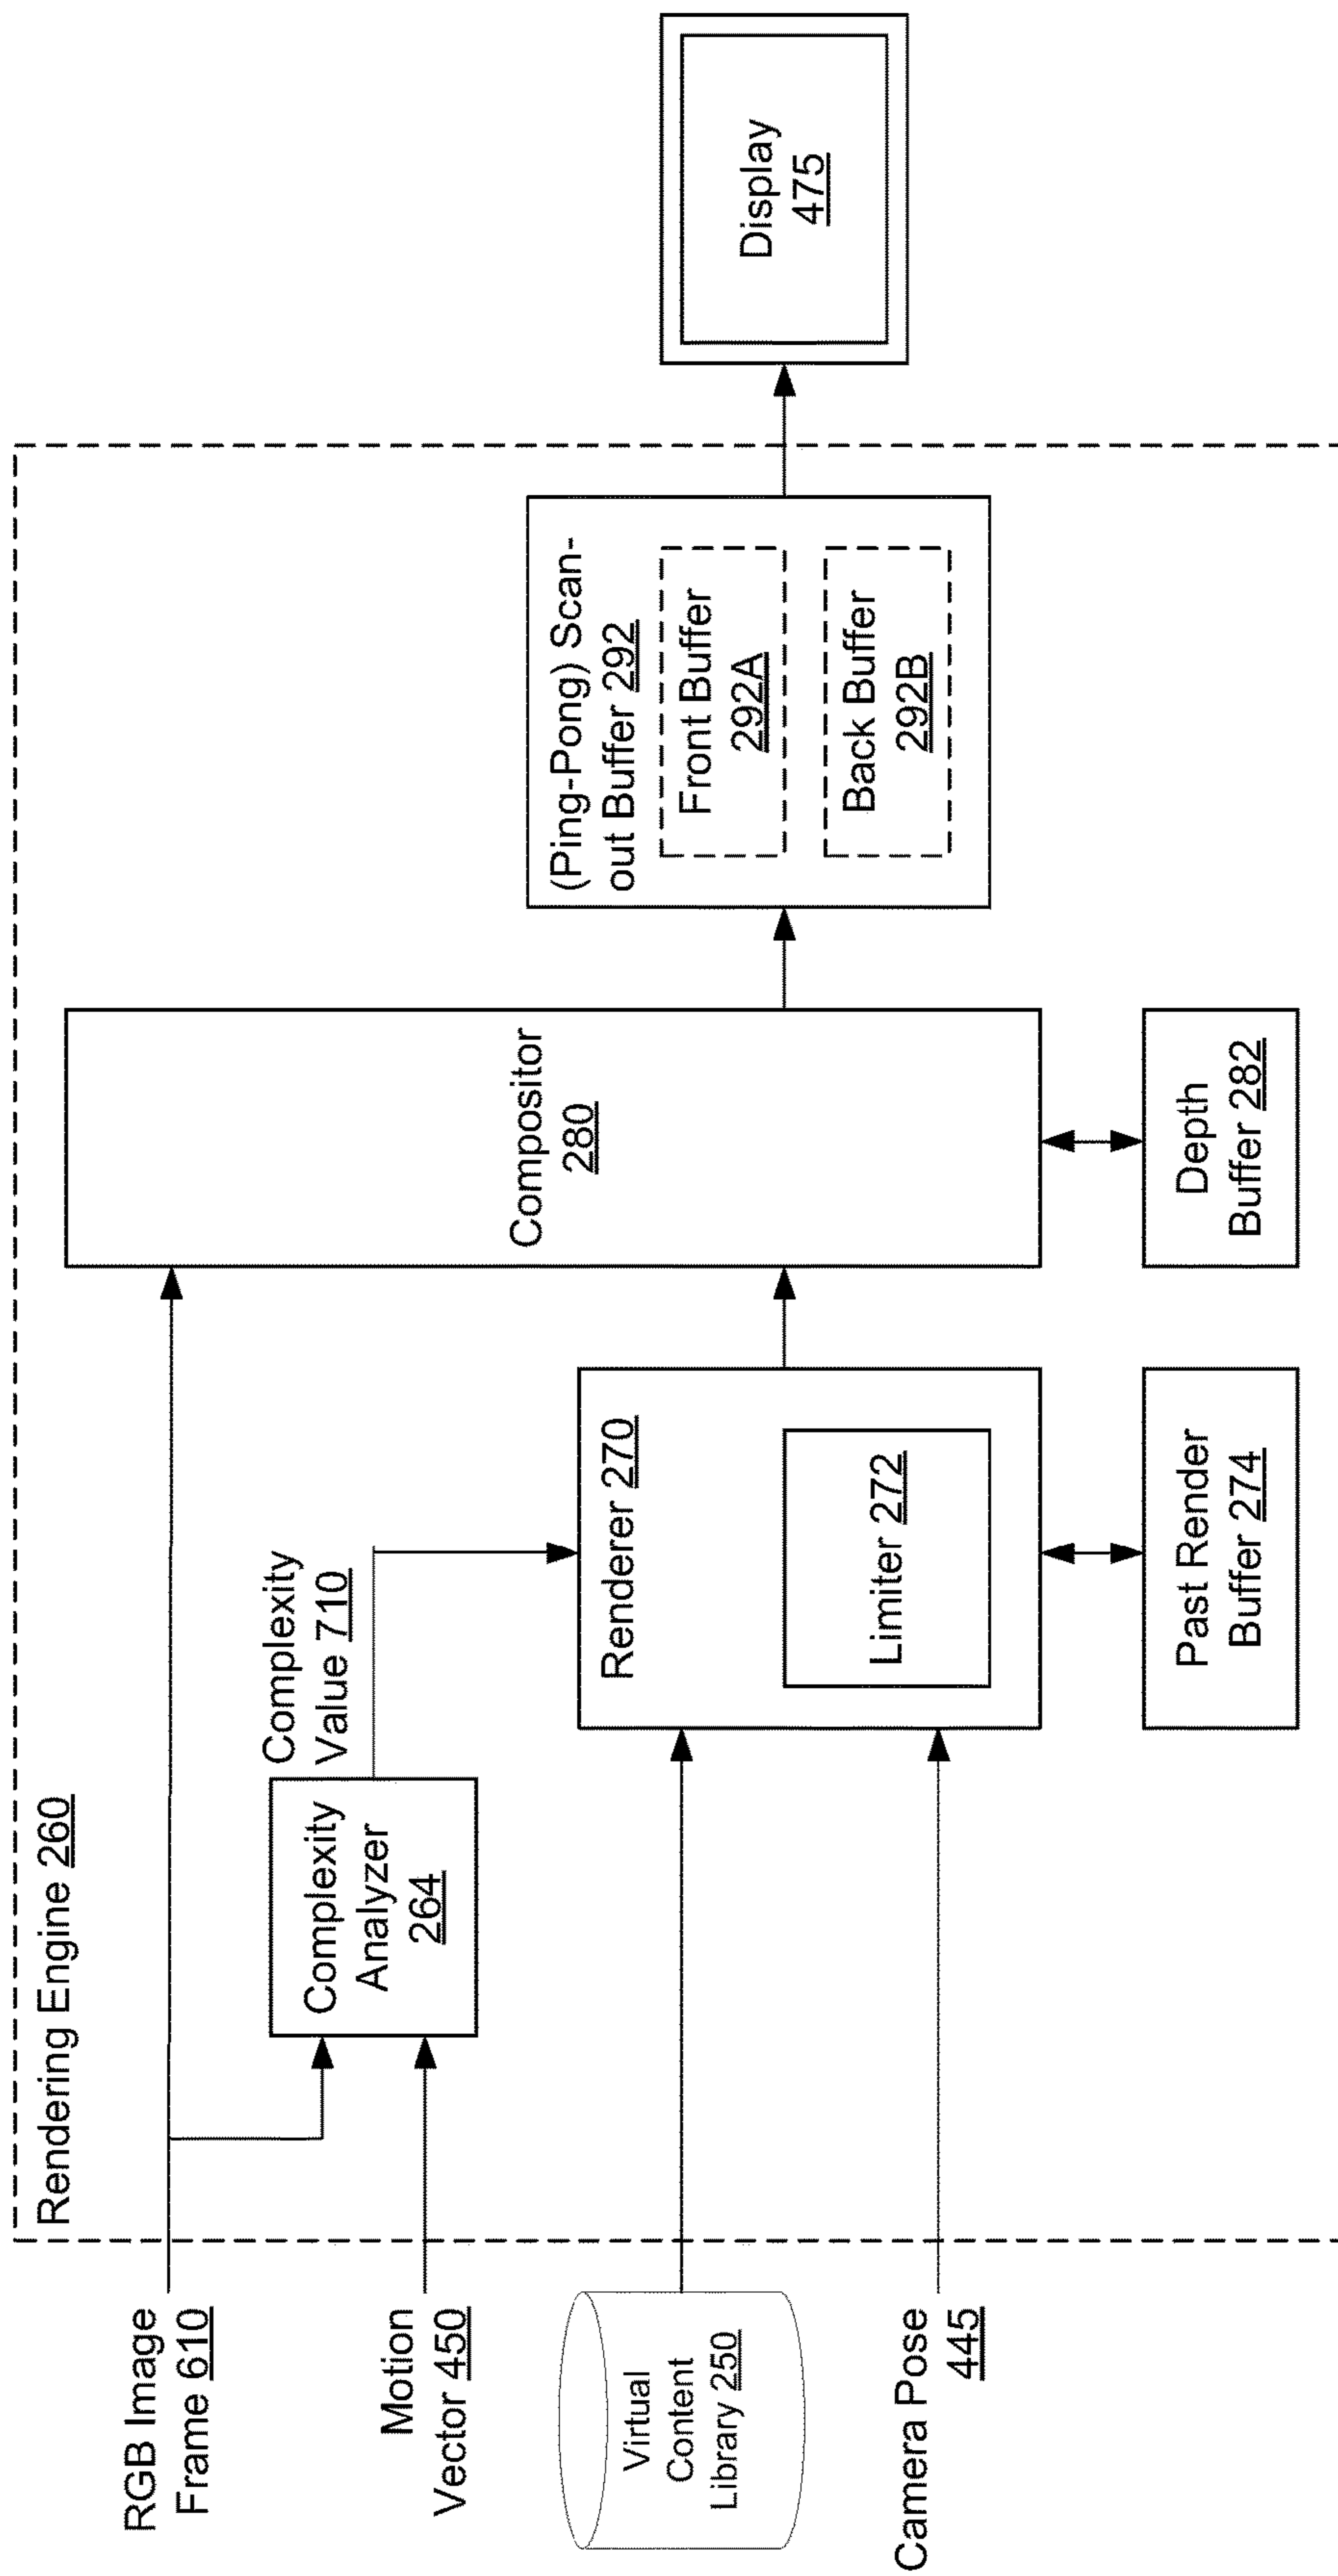 Rendering Engine 260
RGB Image
Frame 610
Motion
Vector 450
Virtual
Content
Library 250
Camera Pose
445
Complexity
Analyzer
264
Complexity
Value 710
Renderer 270
Limiter 272
Past Render
Buffer 274
Compositor
280
Depth
Buffer 282
(Ping-Pong) Scan-
out Buffer 292
Front Buffer
292A
Back Buffer
292B
Display
475